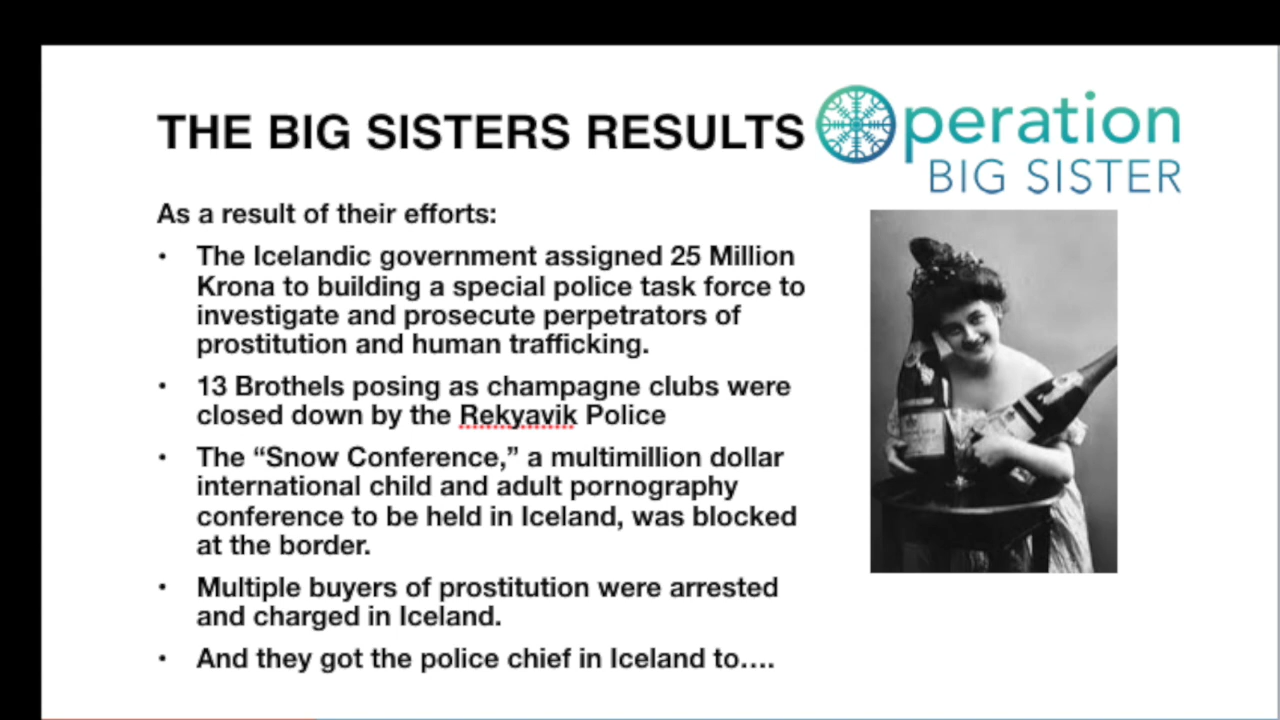 THE BIG SISTERS RESULTS
Operation
BIG SISTER
As a result of their efforts:
• The Icelandic government assigned 25 Million
Krona to building a special police task force to
investigate and prosecute perpetrators of
prostitution and human trafficking.
• 13 Brothels posing as champagne clubs were
closed down by the Rekyavik Police
• The “Snow Conference,” a multimillion dollar
international child and adult pornography
conference to be held in Iceland, was blocked
at the border.
• Multiple buyers of prostitution were arrested
and charged in Iceland.
• And they got the police chief in Iceland to….